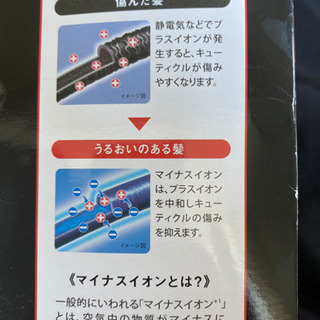 傷んだ髪
静電気などでプ
ラスイオンが発
生すると、キュー
ティクルが傷み
やすくなります。
イメージ図
うるおいのある髪
マイナスイオン
は、プラスイオン
を中和しキュー
ティクルの傷み
を抑えます。
イメージ図
《マイナスイオンとは?》
一般的にいわれる「マイナスイオン※1」
とは、空気中の物質がマイナスに